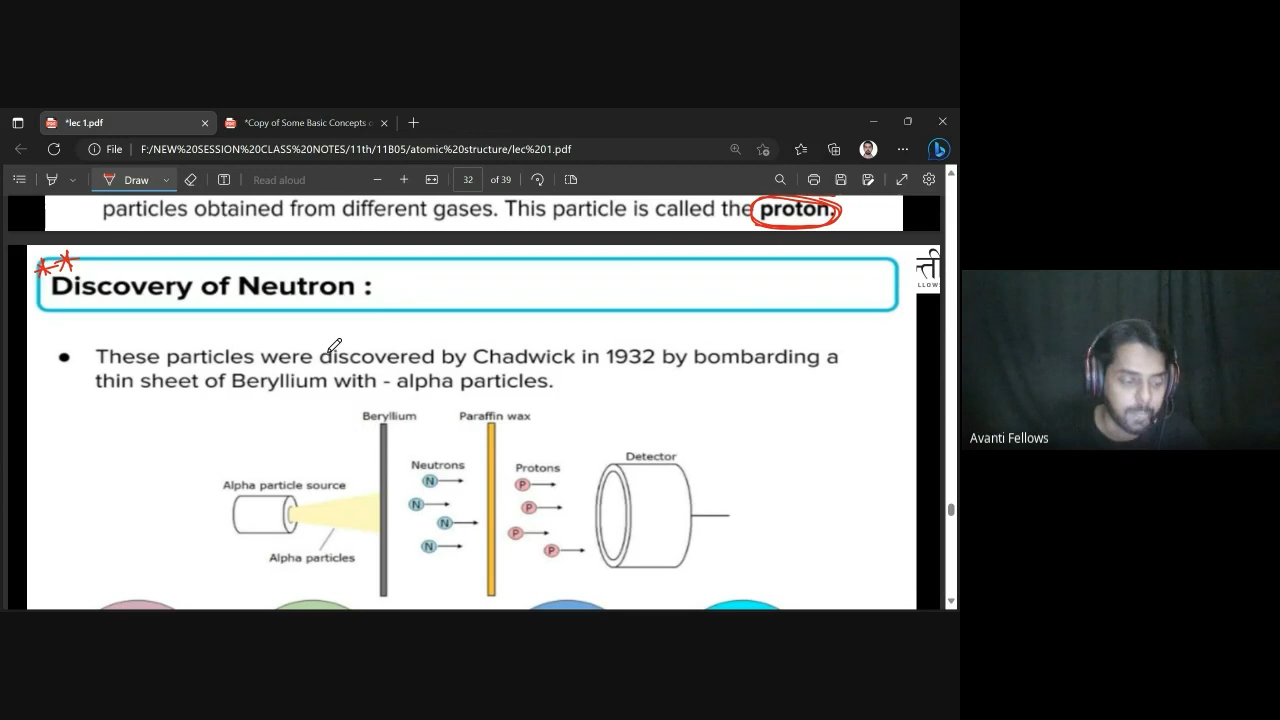 *lec 1.pdf
*Copy of Some Basic Concepts o
File
F:/NEW%20SESSION%20CLASS%20NOTES/11th/11B05/atomic%20structure/lec%201.pdf
Draw
Read aloud
32
of 39
particles obtained from different gases. This particle is called the proton.
Discovery of Neutron :
● These particles were discovered by Chadwick in 1932 by bombarding a
thin sheet of Beryllium with - alpha particles.
Beryllium
Paraffin wax
Alpha particle source
Neutrons
Protons
Detector
N
N
N
N
P
P
P
P
Alpha particles
Avanti Fellows